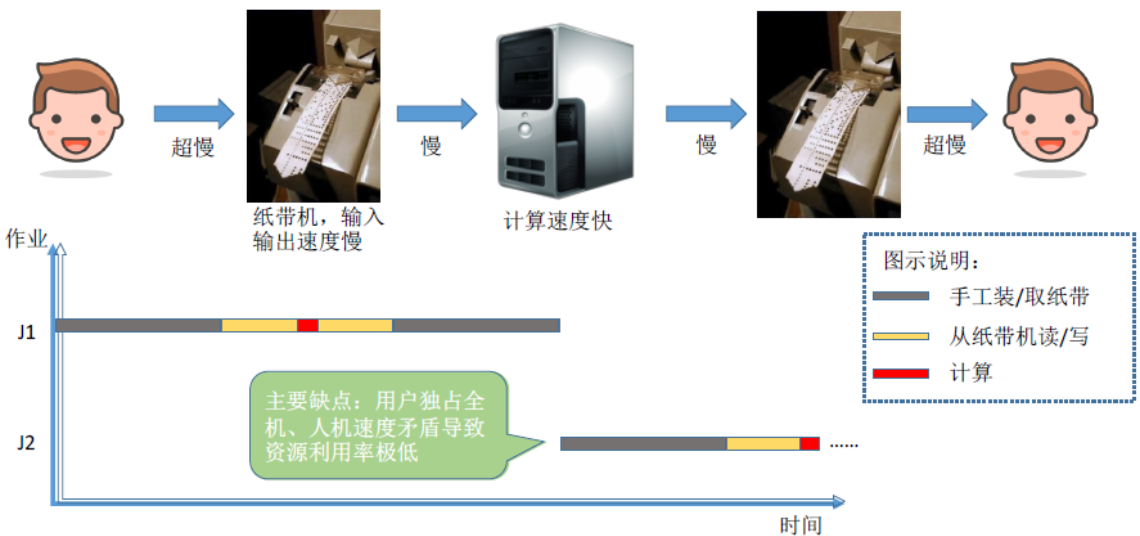 超慢
慢
慢
超慢
纸带机，输入
输出速度慢
计算速度快
作业
图示说明：
手工装/取纸带
从纸带机读/写
计算
J1
主要缺点：用户独占全
机、人机速度矛盾导致
资源利用率极低
J2
......
时间